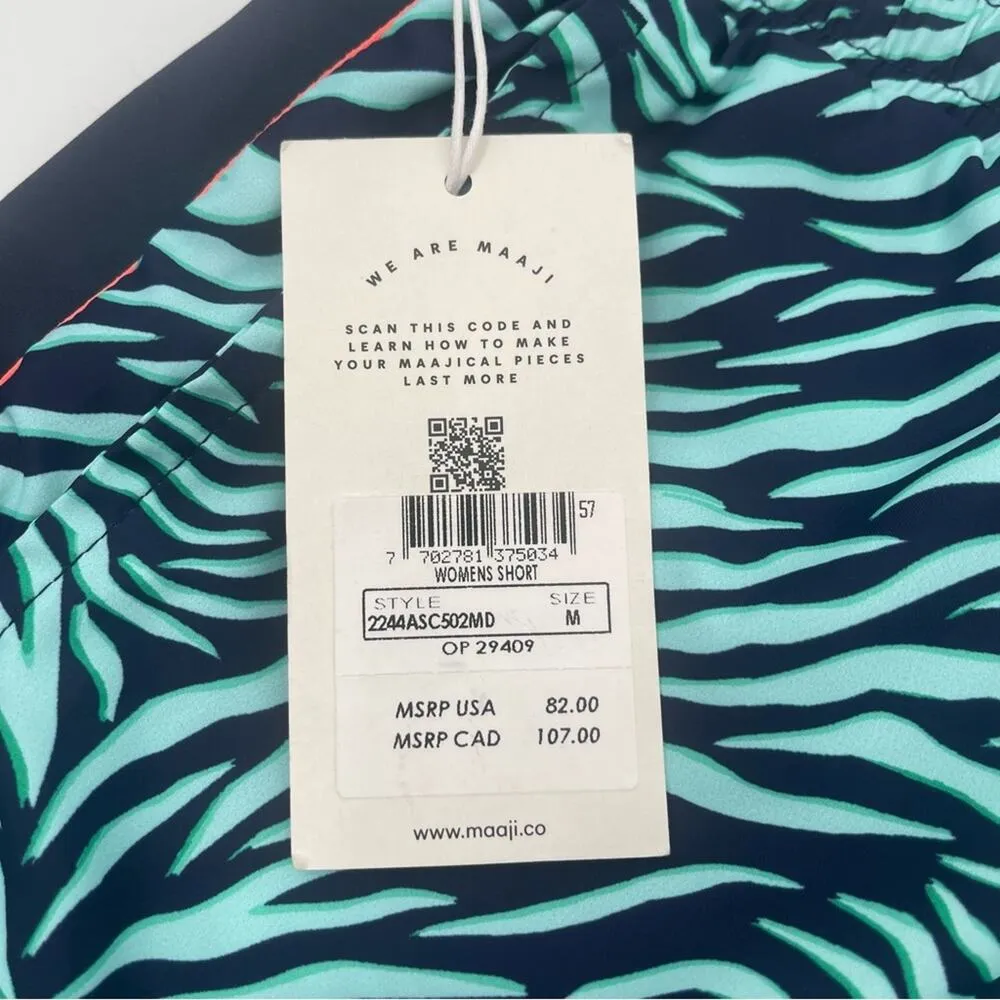 WE ARE MAAJI
SCAN THIS CODE AND
LEARN HOW TO MAKE
YOUR MAAJICAL PIECES
LAST MORE
57
7 702781 375034
WOMENS SHORT
STYLE SIZE
2244ASC502MD M
OP 29409
MSRP USA 82.00
MSRP CAD 107.00
www.maaji.co